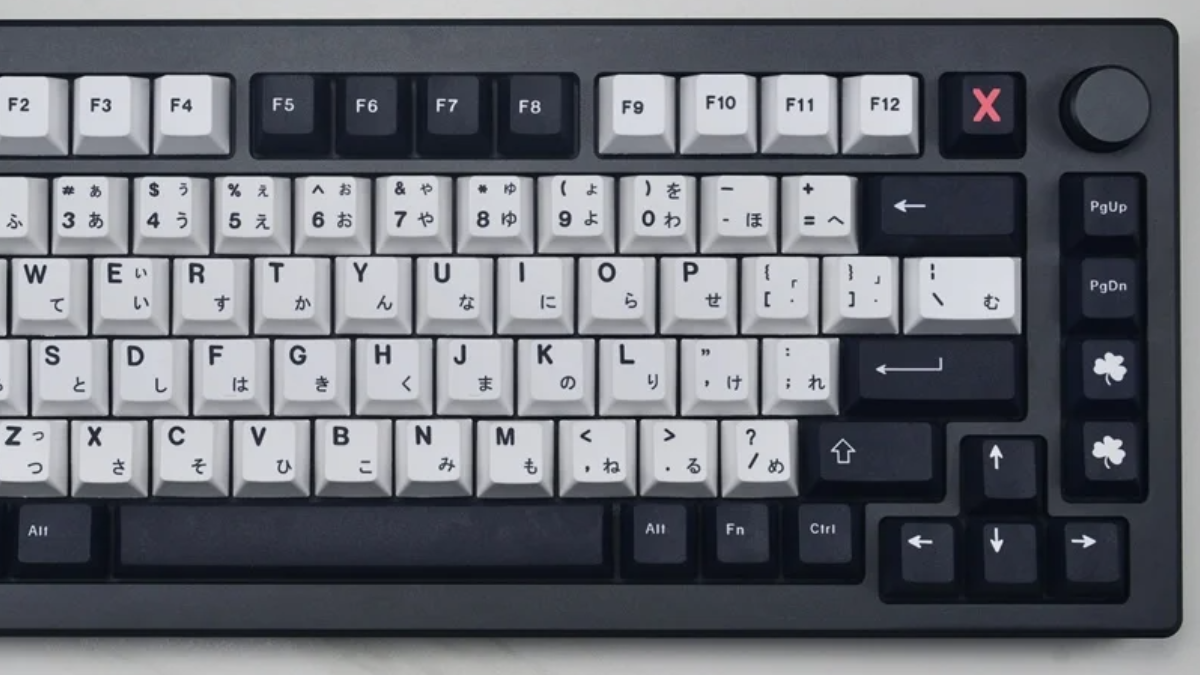 F2 F3 F4 F5 F6 F7 F8 F9 F10 F11 F12 X
ふ # ぁ 3 あ $ ぅ 4 う % ぇ 5 え ^ ぉ 6 お & ゃ 7 や * ゅ 8 ゆ ( ょ 9 よ ) を 0 わ − - ほ + = へ ← PgUp
W て E ぃ い R す T か Y ん U な I に O ら P せ { 「 [ } 」 ] ¦ \ む PgDn
S と D し F は G き H く J ま K の L り ” ’ け : ; れ
Z っ つ X さ C そ V ひ B こ N み M も < , ね > . る ? / め ⇧ ↑
Alt Alt Fn Ctrl ← ↓ →